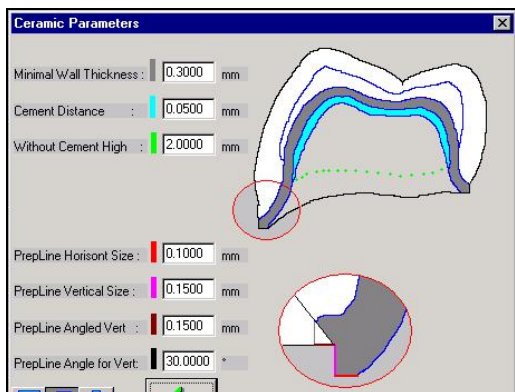 Ceramic Parameters
Minimal Wall Thickness : 0.3000 mm
Cement Distance : 0.0500 mm
Without Cement High : 2.0000 mm
PrepLine Horisont Size : 0.1000 mm
PrepLine Vertical Size : 0.1500 mm
PrepLine Angled Vert : 0.1500 mm
PrepLine Angle for Vert: 30.0000 °